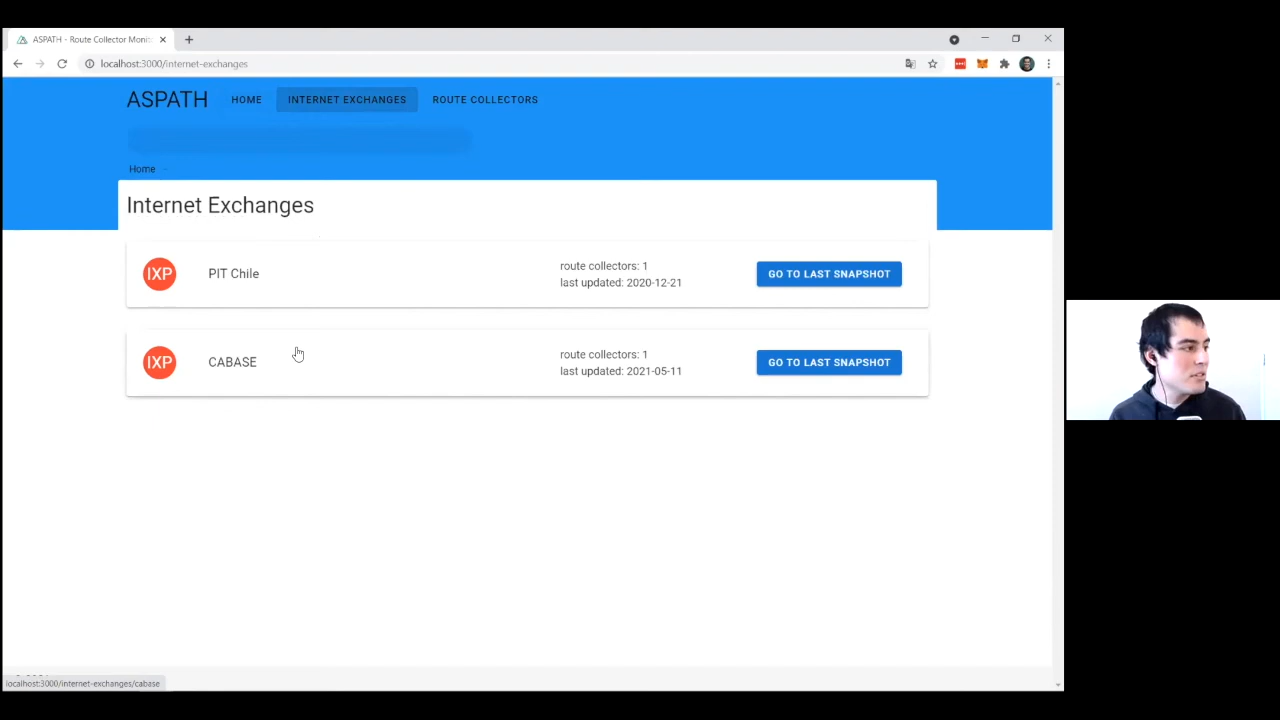 ASPATH - Route Collector Monit
localhost:3000/internet-exchanges
ASPATH HOME INTERNET EXCHANGES ROUTE COLLECTORS
Home
Internet Exchanges
IXP PIT Chile
route collectors: 1
last updated: 2020-12-21
GO TO LAST SNAPSHOT
IXP CABASE
route collectors: 1
last updated: 2021-05-11
GO TO LAST SNAPSHOT
localhost:3000/internet-exchanges/cabase